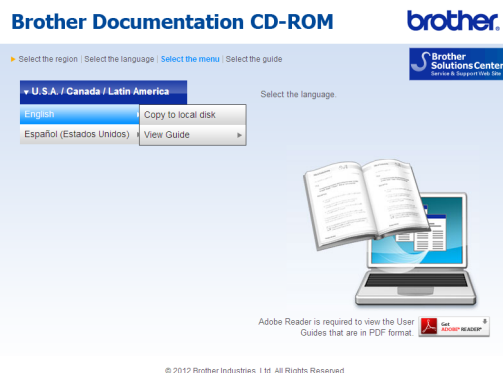 Brother Documentation CD-ROM
brother.
Select the region | Select the language | Select the menu | Select the guide
Brother
Solutions Center
Service & Support Web Site
U.S.A. / Canada / Latin America
Select the language.
English
Copy to local disk
Español (Estados Unidos)
View Guide
Adobe Reader is required to view the User
Guides that are in PDF format.
Get
ADOBE® READER®
© 2012 Brother Industries, Ltd. All Rights Reserved.